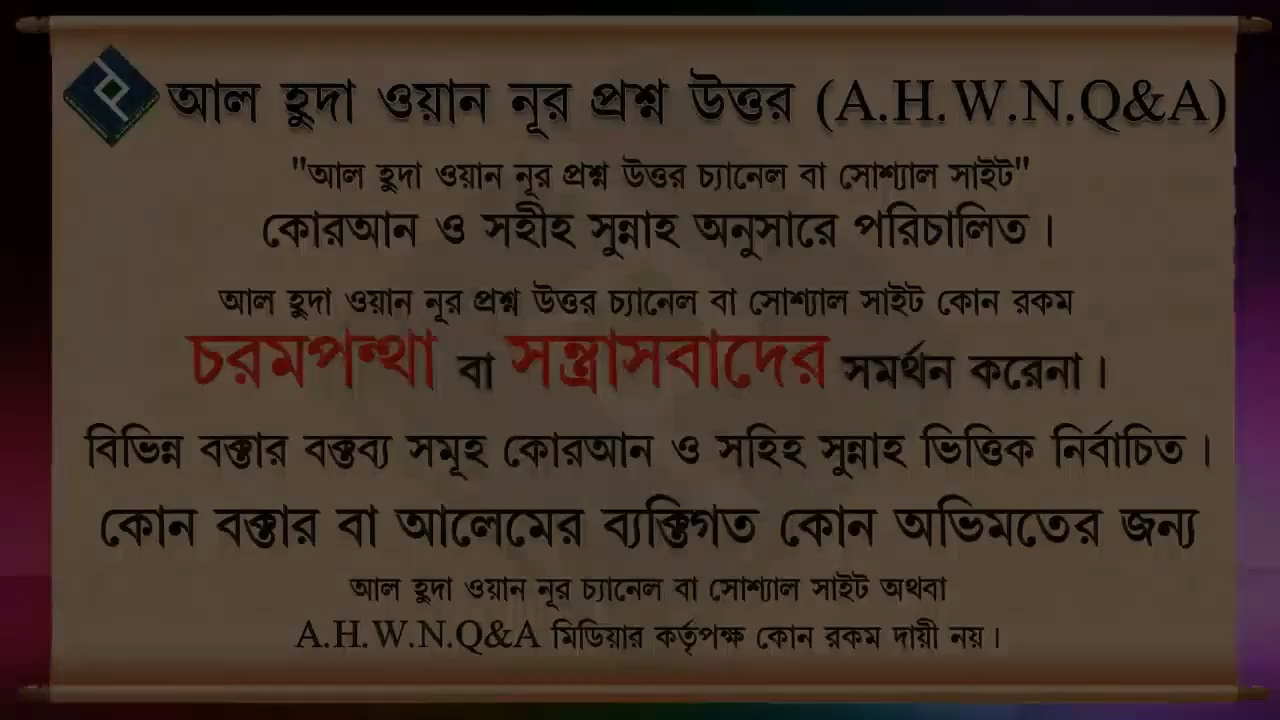 আল হুদা ওয়ান নূর প্রশ্ন উত্তর (A.H.W.N.Q&A)
"আল হুদা ওয়ান নূর প্রশ্ন উত্তর চ্যানেল বা সোশ্যাল সাইট"
কোরআন ও সহীহ সুন্নাহ অনুসারে পরিচালিত ।
আল হুদা ওয়ান নূর প্রশ্ন উত্তর চ্যানেল বা সোশ্যাল সাইট কোন রকম
চরমপন্থা বা সন্ত্রাসবাদের সমর্থন করেনা ।
বিভিন্ন বক্তার বক্তব্য সমূহ কোরআন ও সহিহ সুন্নাহ ভিত্তিক নির্বাচিত ।
কোন বক্তার বা আলেমের ব্যক্তিগত কোন অভিমতের জন্য
আল হুদা ওয়ান নূর চ্যানেল বা সোশ্যাল সাইট অথবা
A.H.W.N.Q&A মিডিয়ার কর্তৃপক্ষ কোন রকম দায়ী নয় ।